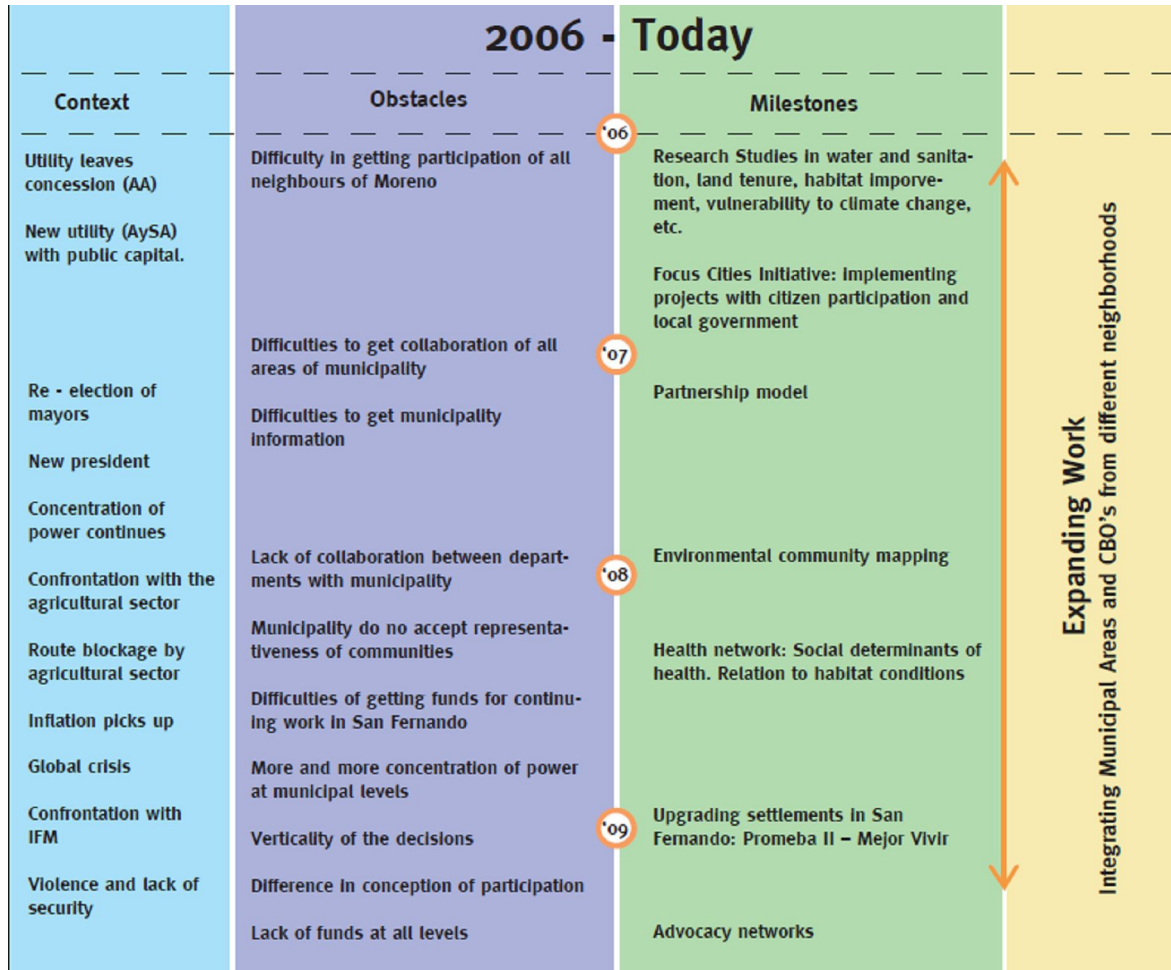 2006 - Today
Context
Utility leaves
concession (AA)
New utility (AySA)
with public capital.
Re - election of
mayors
New president
Concentration of
power continues
Confrontation with the
agricultural sector
Route blockage by
agricultural sector
Inflation picks up
Global crisis
Confrontation with
IFM
Violence and lack of
security
Obstacles
Difficulty in getting participation of all
neighbours of Moreno
Difficulties to get collaboration of all
areas of municipality
Difficulties to get municipality
information
Lack of collaboration between depart-
ments with municipality
Municipality do no accept representa-
tiveness of communities
Difficulties of getting funds for continu-
ing work in San Fernando
More and more concentration of power
at municipal levels
Verticality of the decisions
Difference in conception of participation
Lack of funds at all levels
'06
'07
'08
'09
Milestones
Research Studies in water and sanita-
tion, land tenure, habitat imporve-
ment, vulnerability to climate change,
etc.
Focus Cities Initiative: implementing
projects with citizen participation and
local government
Partnership model
Environmental community mapping
Health network: Social determinants of
health. Relation to habitat conditions
Upgrading settlements in San
Fernando: Promeba II – Mejor Vivir
Advocacy networks
Expanding Work
Integrating Municipal Areas and CBO's from different neighborhoods